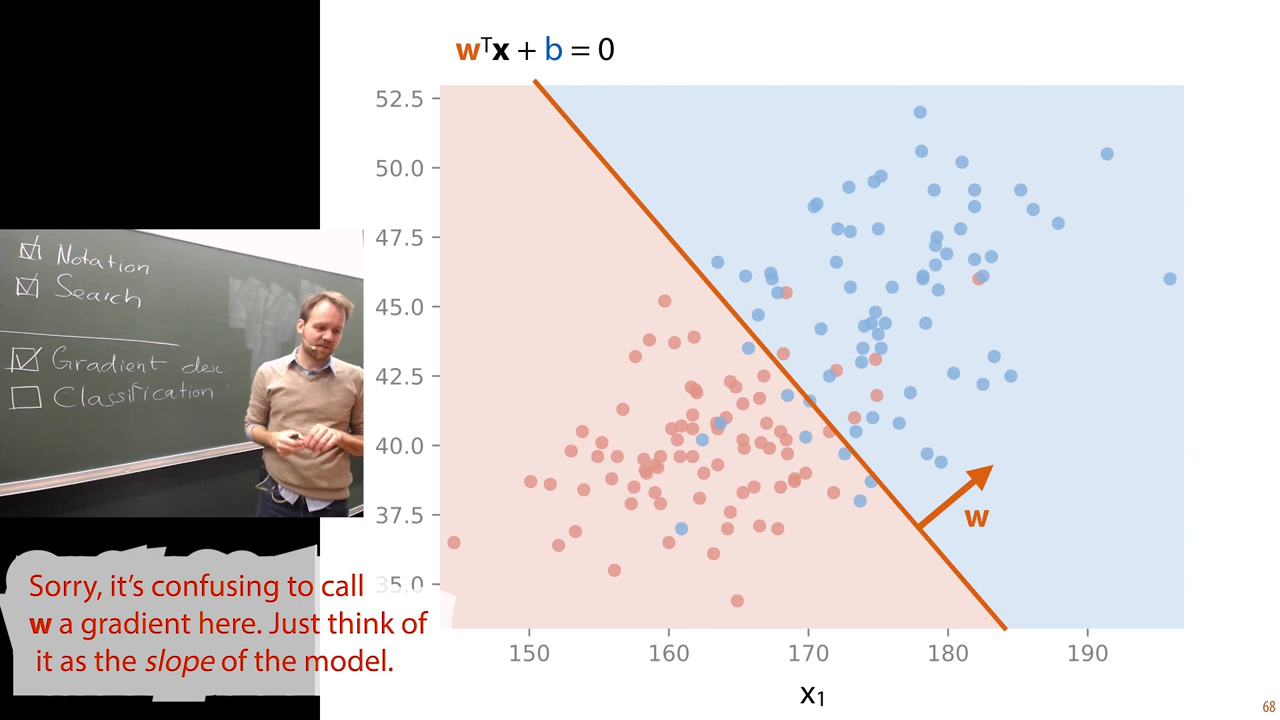 wᵀx + b = 0
52.5
50.0
47.5
45.0
42.5
40.0
37.5
35.0
150 160 170 180 190
x₁
w
Notation
Search
Gradient desc
Classification
Sorry, it's confusing to call
w a gradient here. Just think of
it as the slope of the model.
68